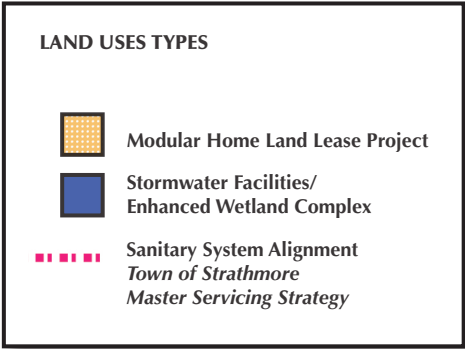 LAND USES TYPES
Modular Home Land Lease Project
Stormwater Facilities/
Enhanced Wetland Complex
Sanitary System Alignment
Town of Strathmore
Master Servicing Strategy